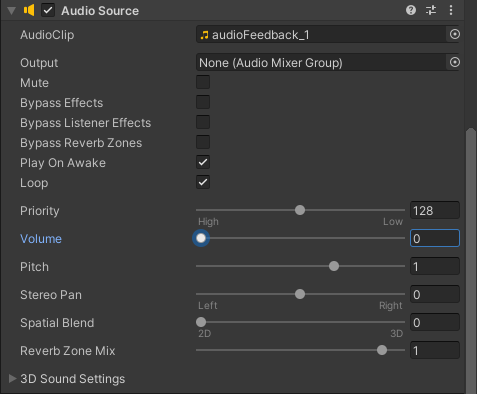 Audio Source
AudioClip audioFeedback_1
Output None (Audio Mixer Group)
Mute
Bypass Effects
Bypass Listener Effects
Bypass Reverb Zones
Play On Awake
Loop
Priority 128
High Low
Volume 0
Pitch 1
Stereo Pan 0
Left Right
Spatial Blend 0
2D 3D
Reverb Zone Mix 1
3D Sound Settings